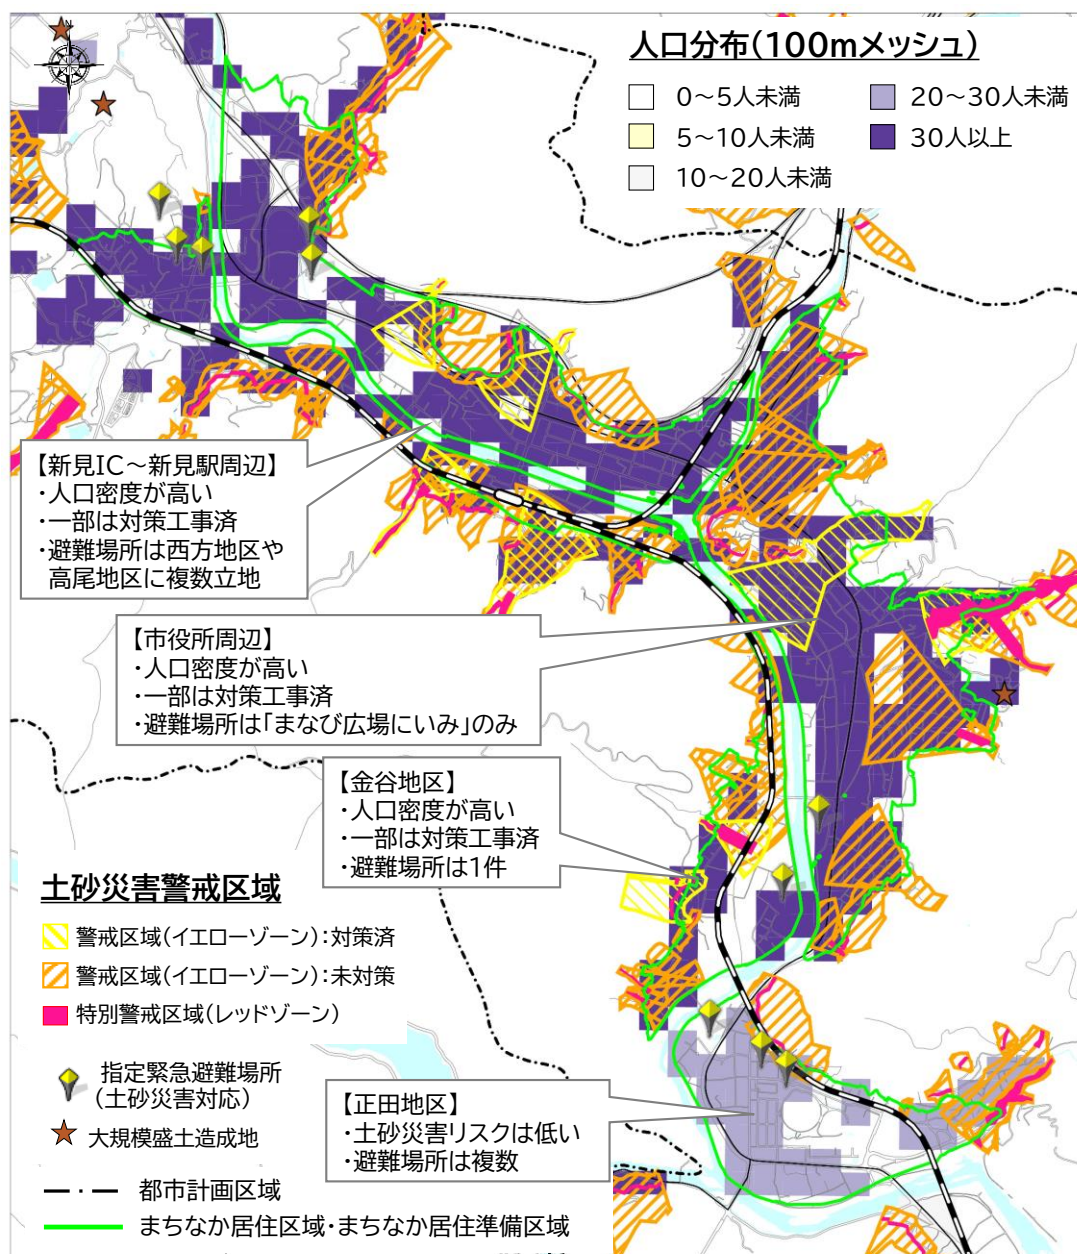 N
人口分布(100mメッシュ)
0～5人未満
20～30人未満
5～10人未満
30人以上
10～20人未満
【新見IC～新見駅周辺】
・人口密度が高い
・一部は対策工事済
・避難場所は西方地区や
高尾地区に複数立地
【市役所周辺】
・人口密度が高い
・一部は対策工事済
・避難場所は「まなび広場にいみ」のみ
【金谷地区】
・人口密度が高い
・一部は対策工事済
・避難場所は1件
土砂災害警戒区域
警戒区域(イエローゾーン)：対策済
警戒区域(イエローゾーン)：未対策
特別警戒区域(レッドゾーン)
指定緊急避難場所
(土砂災害対応)
大規模盛土造成地
【正田地区】
・土砂災害リスクは低い
・避難場所は複数
都市計画区域
まちなか居住区域・まちなか居住準備区域